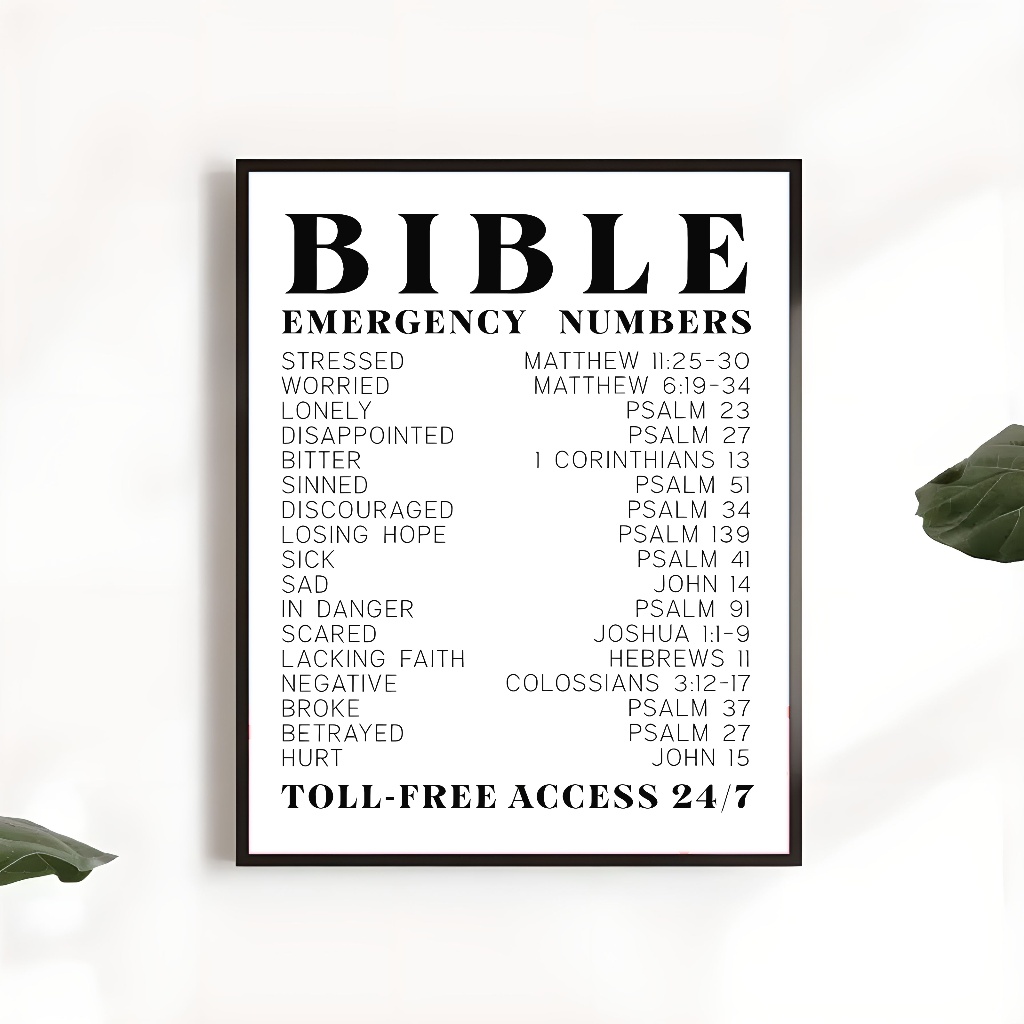 BIBLE
EMERGENCY NUMBERS
STRESSED MATTHEW 11:25-30
WORRIED MATTHEW 6:19-34
LONELY PSALM 23
DISAPPOINTED PSALM 27
BITTER 1 CORINTHIANS 13
SINNED PSALM 51
DISCOURAGED PSALM 34
LOSING HOPE PSALM 139
SICK PSALM 41
SAD JOHN 14
IN DANGER PSALM 91
SCARED JOSHUA 1:1-9
LACKING FAITH HEBREWS 11
NEGATIVE COLOSSIANS 3:12-17
BROKE PSALM 37
BETRAYED PSALM 27
HURT JOHN 15
TOLL-FREE ACCESS 24/7